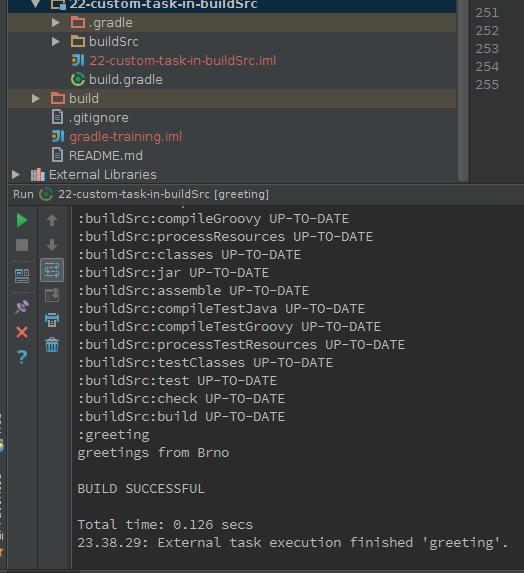 22-custom-task-in-buildSrc
.gradle
buildSrc
22-custom-task-in-buildSrc.iml
build.gradle
build
.gitignore
gradle-training.iml
README.md
External Libraries
251
252
253
254
255
Run 22-custom-task-in-buildSrc [greeting]
:buildSrc:compileGroovy UP-TO-DATE
:buildSrc:processResources UP-TO-DATE
:buildSrc:classes UP-TO-DATE
:buildSrc:jar UP-TO-DATE
:buildSrc:assemble UP-TO-DATE
:buildSrc:compileTestJava UP-TO-DATE
:buildSrc:compileTestGroovy UP-TO-DATE
:buildSrc:processTestResources UP-TO-DATE
:buildSrc:testClasses UP-TO-DATE
:buildSrc:test UP-TO-DATE
:buildSrc:check UP-TO-DATE
:buildSrc:build UP-TO-DATE
:greeting
greetings from Brno
BUILD SUCCESSFUL
Total time: 0.126 secs
23.38.29: External task execution finished 'greeting'.